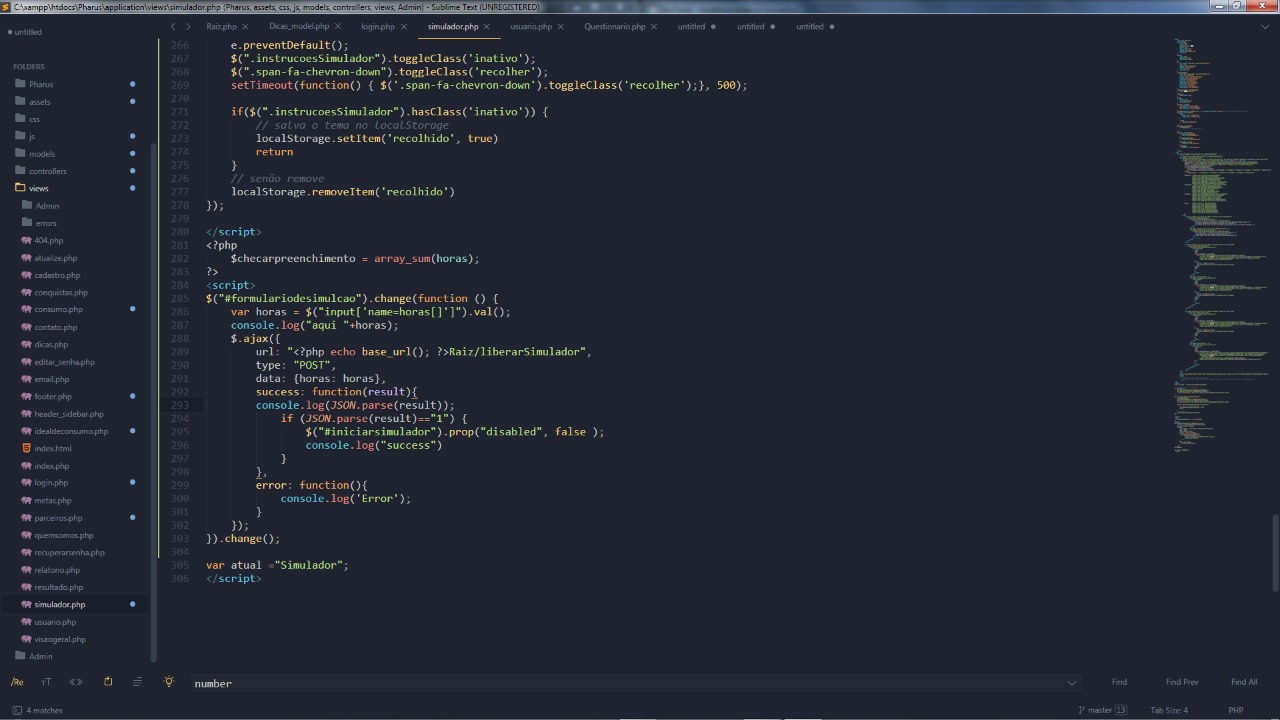 C:\xampp\htdocs\Pharus\application\views\simulador.php (Pharus, assets, css, js, models, controllers, views, Admin) - Sublime Text (UNREGISTERED)
untitled
Raiz.php
Dicas_model.php
login.php
simulador.php
usuario.php
Questionario.php
untitled
untitled
untitled
FOLDERS
Pharus
assets
css
js
models
controllers
views
Admin
errors
404.php
atualize.php
cadastro.php
conquistas.php
consumo.php
contato.php
dicas.php
editar_senha.php
email.php
footer.php
header_sidebar.php
idealdeconsumo.php
index.html
index.php
login.php
metas.php
parceiros.php
quemsomos.php
recuperarsenha.php
relatorio.php
resultado.php
simulador.php
usuario.php
visaogeral.php
Admin
266 e.preventDefault();
267 $(".instrucoesSimulador").toggleClass('inativo');
268 $(".span-fa-chevron-down").toggleClass('recolher');
269 setTimeout(function() { $('.span-fa-chevron-down').toggleClass('recolher');}, 500);
270
271 if($(".instrucoesSimulador").hasClass('inativo')) {
272 // salva o tema no localStorage
273 localStorage.setItem('recolhido', true)
274 return
275 }
276 // senão remove
277 localStorage.removeItem('recolhido')
278 });
279
280 </script>
281 <?php
282 $checarpreenchimento = array_sum(horas);
283 ?>
284 <script>
285 $("#formulariodesimulcao").change(function () {
286 var horas = $("input['name=horas[]']").val();
287 console.log("aqui "+horas);
288 $.ajax({
289 url: "<?php echo base_url(); ?>Raiz/liberarSimulador",
290 type: "POST",
291 data: {horas: horas},
292 success: function(result){
293 console.log(JSON.parse(result));
294 if (JSON.parse(result)=="1") {
295 $("#iniciarsimulador").prop("disabled", false );
296 console.log("success")
297 }
298 },
299 error: function(){
300 console.log('Error');
301 }
302 });
303 }).change();
304
305 var atual ="Simulador";
306 </script>
number
Find
Find Prev
Find All
4 matches
master 13
Tab Size: 4
PHP